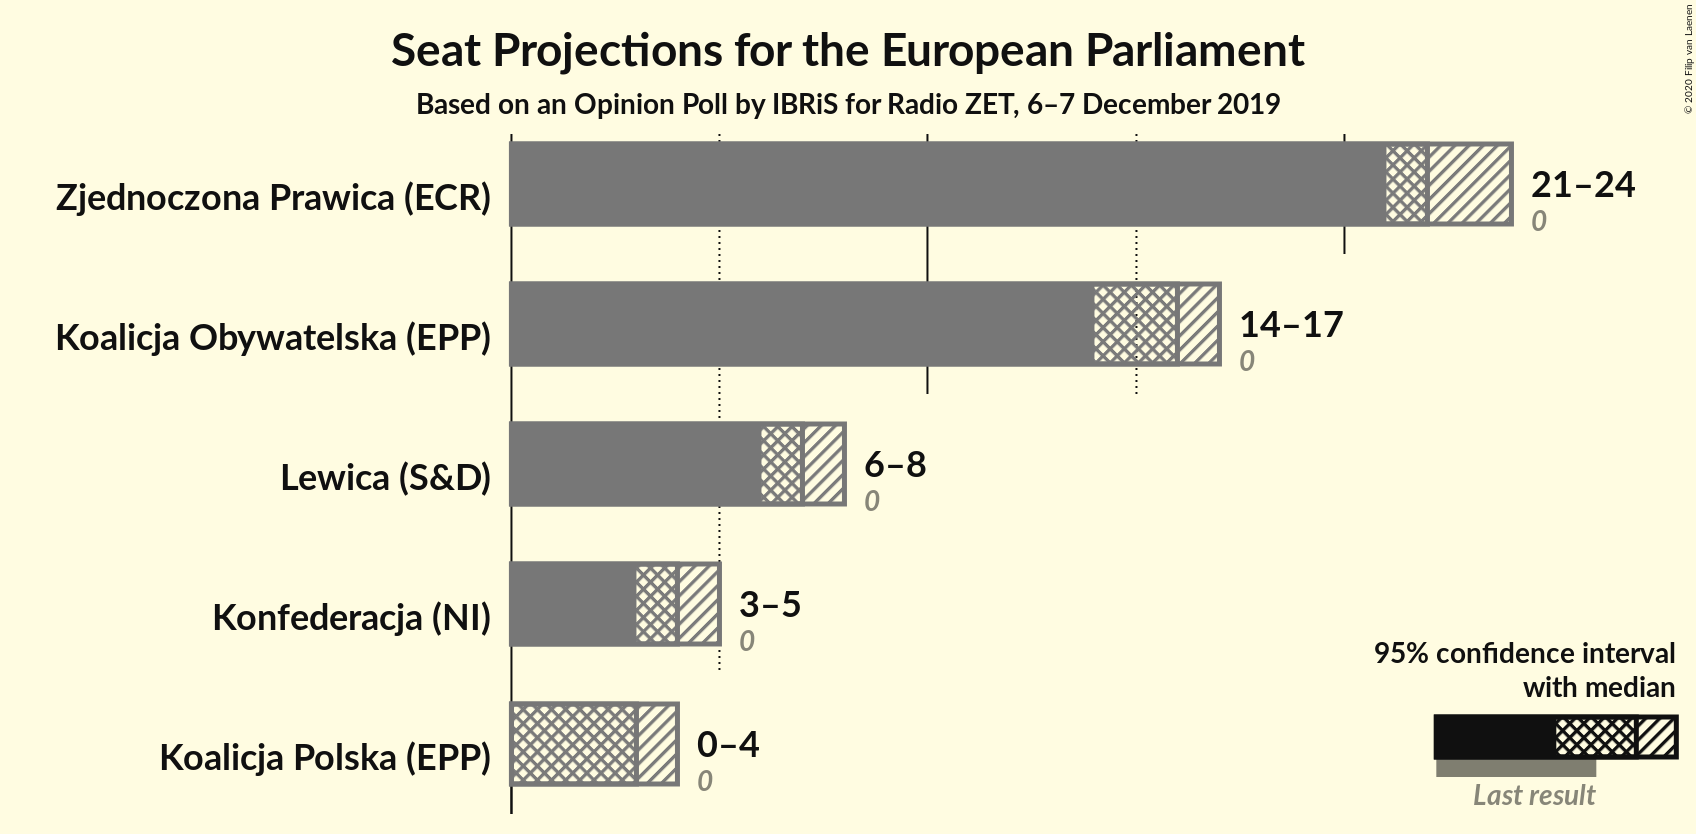 Seat Projections for the European Parliament
Based on an Opinion Poll by IBRiS for Radio ZET, 6–7 December 2019
© 2020 Filip van Laenen
Zjednoczona Prawica (ECR)
21–24
0
Koalicja Obywatelska (EPP)
14–17
0
Lewica (S&D)
6–8
0
Konfederacja (NI)
3–5
0
Koalicja Polska (EPP)
0–4
0
95% confidence interval
with median
Last result